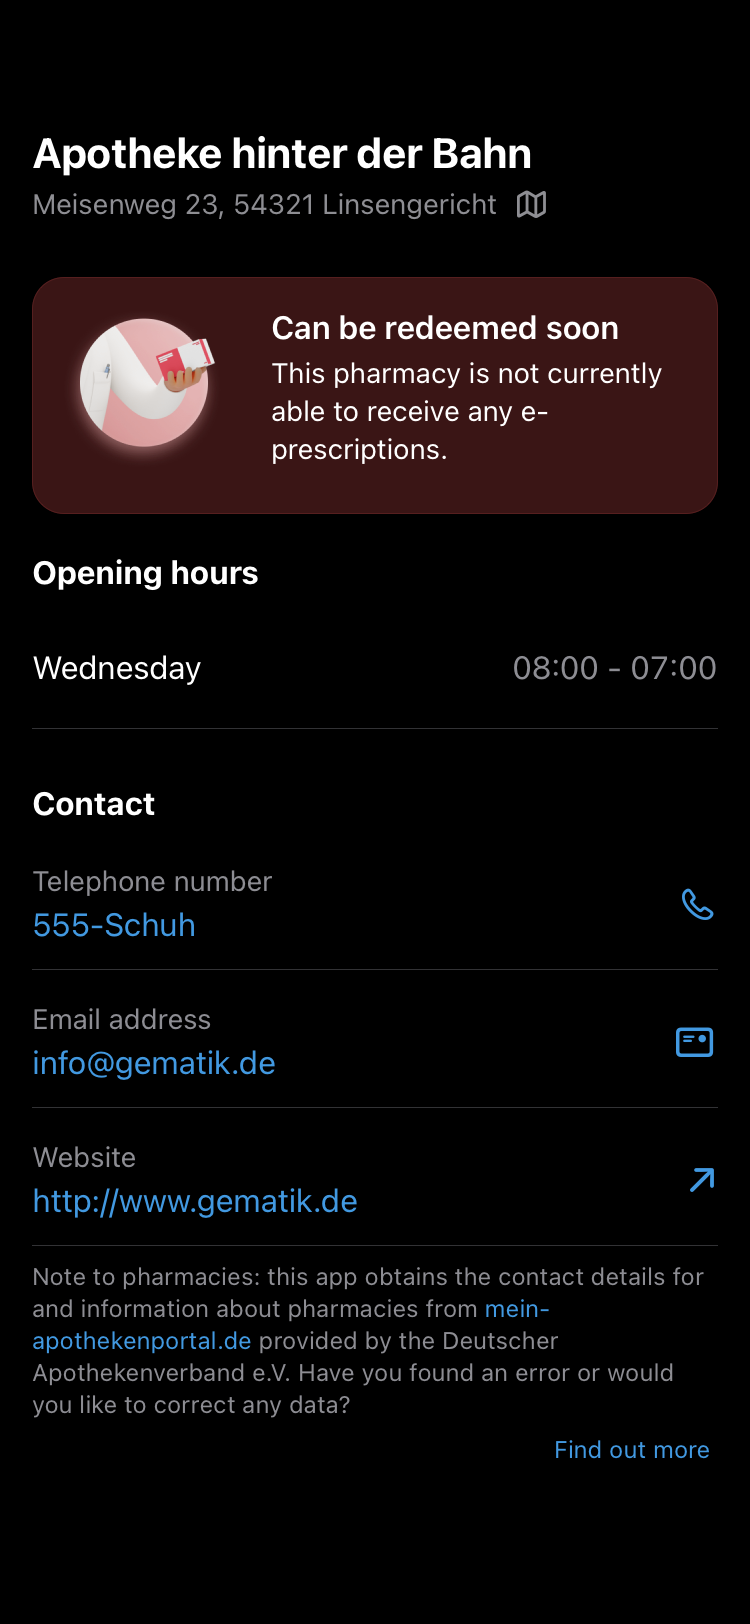 Apotheke hinter der Bahn
Meisenweg 23, 54321 Linsengericht
Can be redeemed soon
This pharmacy is not currently
able to receive any e-
prescriptions.
Opening hours
Wednesday 08:00 - 07:00
Contact
Telephone number
555-Schuh
Email address
info@gematik.de
Website
http://www.gematik.de
Note to pharmacies: this app obtains the contact details for
and information about pharmacies from mein-
apothekenportal.de provided by the Deutscher
Apothekenverband e.V. Have you found an error or would
you like to correct any data?
Find out more